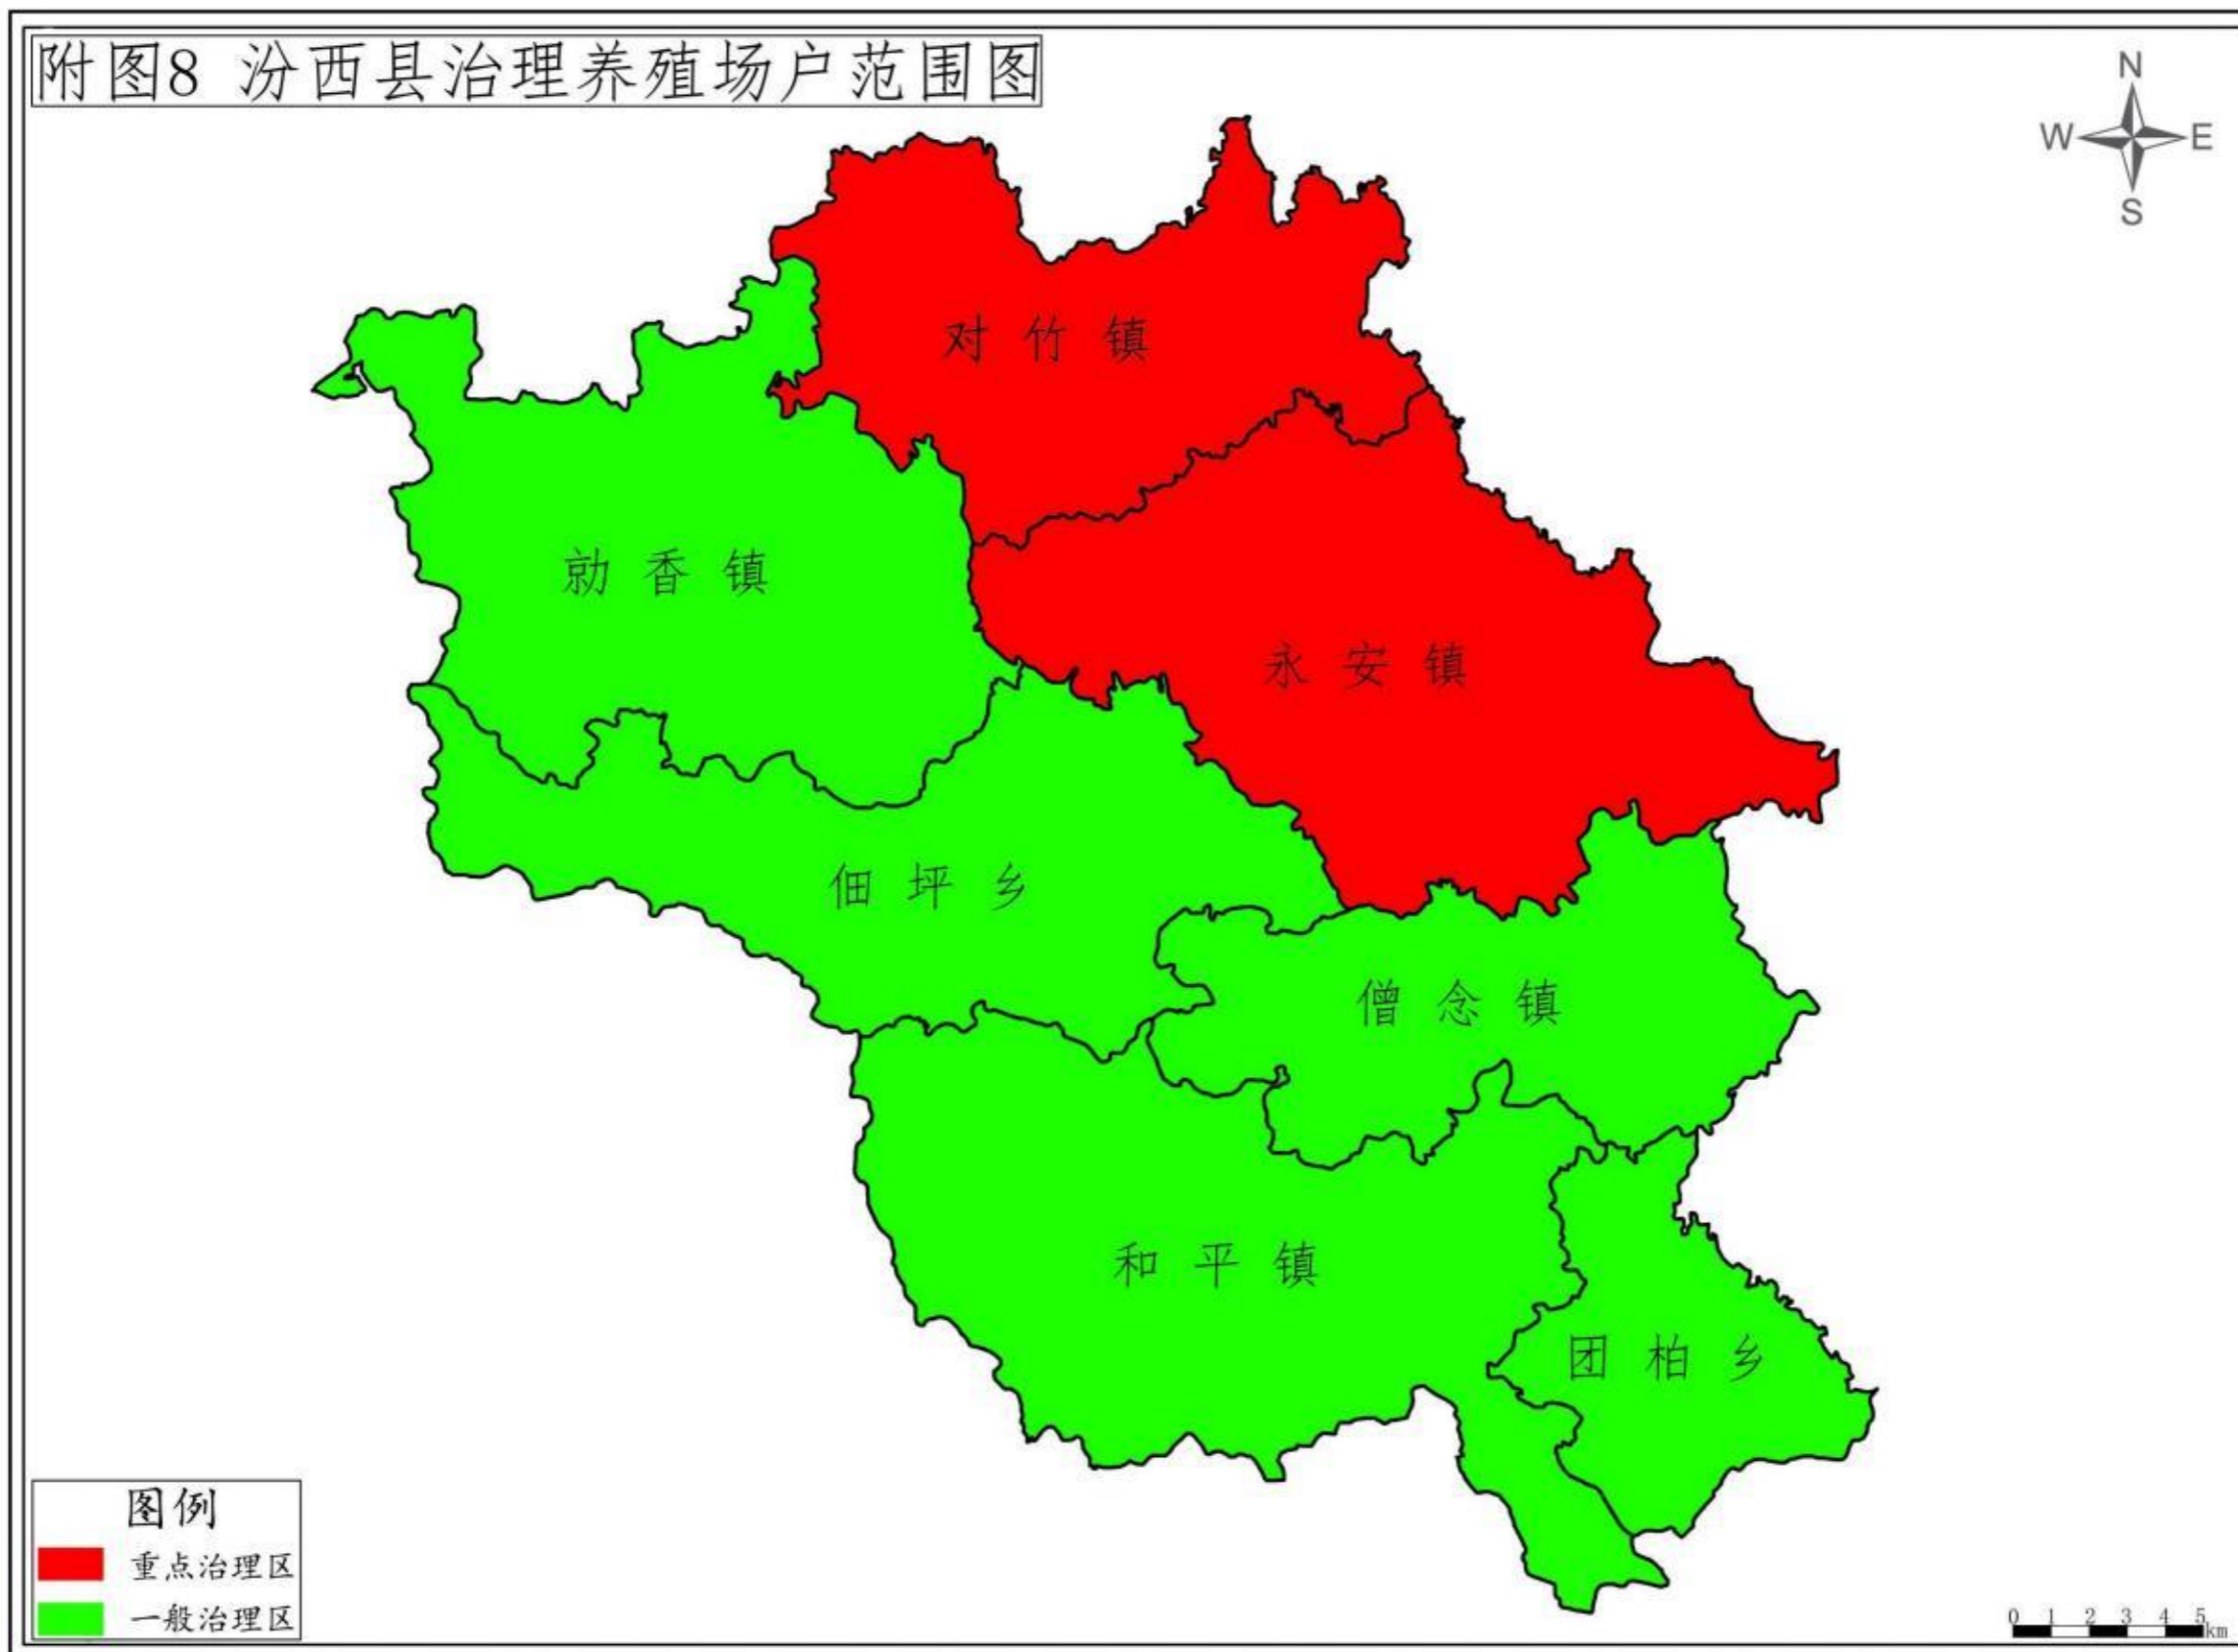 附图8 汾西县治理养殖场户范围图
N
W E
S
对竹镇
勍香镇
永安镇
佃坪乡
僧念镇
和平镇
团柏乡
图例
重点治理区
一般治理区
0 1 2 3 4 5
km